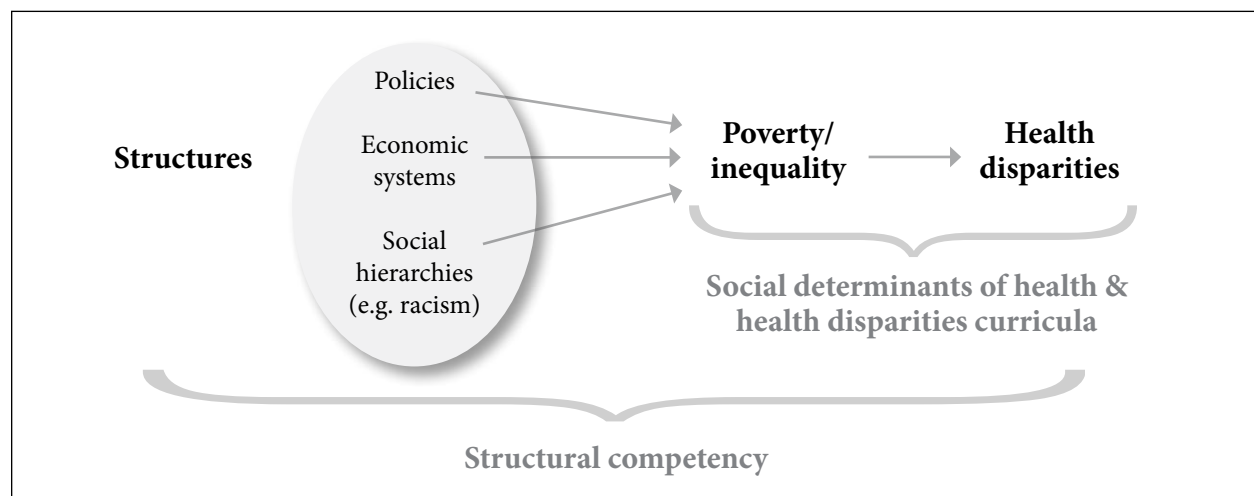 Structures
Policies
Economic
systems
Social
hierarchies
(e.g. racism)
Poverty/
inequality
Health
disparities
Social determinants of health &
health disparities curricula
Structural competency